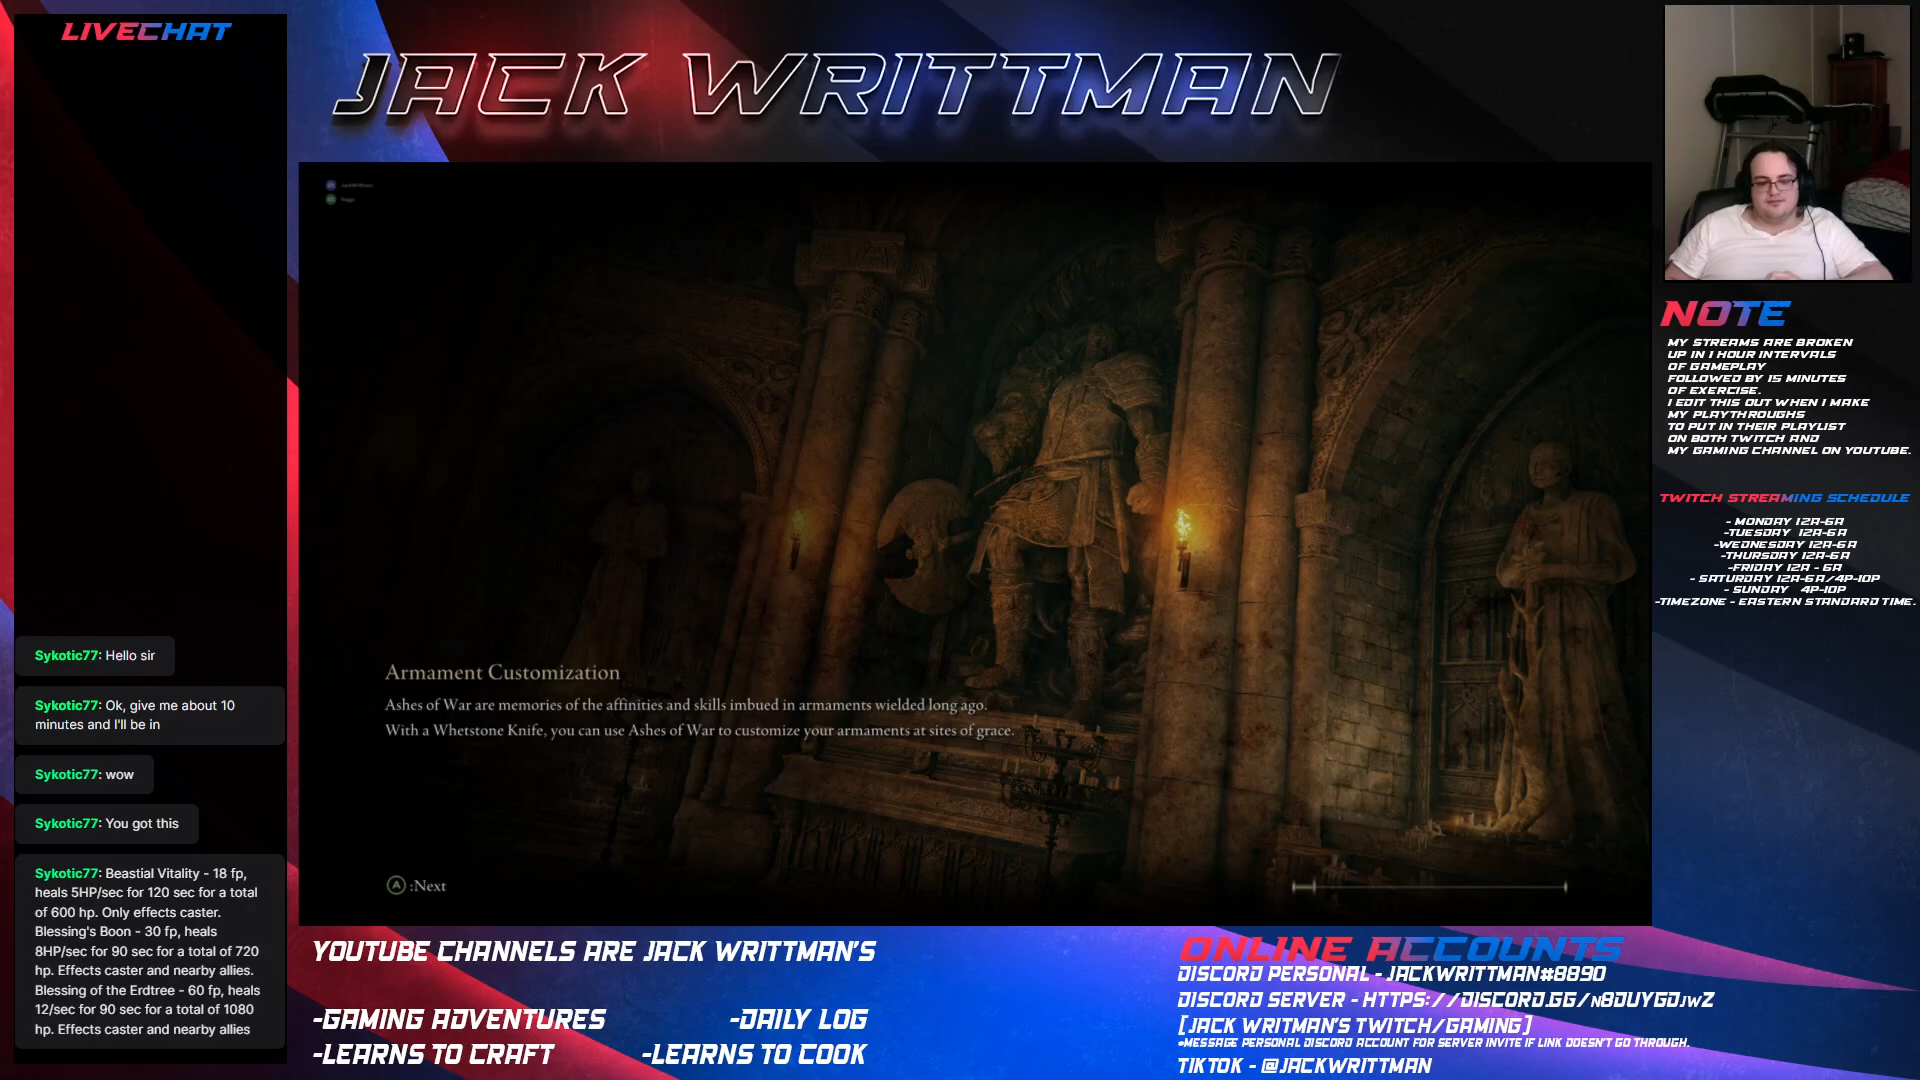 LIVECHAT
JACK WRITTMAN
JackWrittman
Sykotic77: Hello sir
Sykotic77: Ok, give me about 10
minutes and I'll be in
Sykotic77: wow
Sykotic77: You got this
Sykotic77: Beastial Vitality - 18 fp,
heals 5HP/sec for 120 sec for a total
of 600 hp. Only effects caster.
Blessing's Boon - 30 fp, heals
8HP/sec for 90 sec for a total of 720
hp. Effects caster and nearby allies.
Blessing of the Erdtree - 60 fp, heals
12/sec for 90 sec for a total of 1080
hp. Effects caster and nearby allies
Armament Customization
Ashes of War are memories of the affinities and skills imbued in armaments wielded long ago.
With a Whetstone Knife, you can use Ashes of War to customize your armaments at sites of grace.
A :Next
NOTE
MY STREAMS ARE BROKEN
UP IN 1 HOUR INTERVALS
OF GAMEPLAY
FOLLOWED BY 15 MINUTES
OF EXERCISE.
I EDIT THIS OUT WHEN I MAKE
MY PLAYTHROUGHS
TO PUT IN THEIR PLAYLIST
ON BOTH TWITCH AND
MY GAMING CHANNEL ON YOUTUBE.
TWITCH STREAMING SCHEDULE
- MONDAY 12A-6A
-TUESDAY 12A-6A
-WEDNESDAY 12A-6A
-THURSDAY 12A-6A
-FRIDAY 12A - 6A
- SATURDAY 12A-6A/4P-10P
- SUNDAY 4P-10P
-TIMEZONE - EASTERN STANDARD TIME.
YOUTUBE CHANNELS ARE JACK WRITTMAN'S
-GAMING ADVENTURES -DAILY LOG
-LEARNS TO CRAFT -LEARNS TO COOK
ONLINE ACCOUNTS
DISCORD PERSONAL - JACKWRITTMAN#8890
DISCORD SERVER - HTTPS://DISCORD.GG/N8DUYGDJWZ
[JACK WRITMAN'S TWITCH/GAMING]
*MESSAGE PERSONAL DISCORD ACCOUNT FOR SERVER INVITE IF LINK DOESN'T GO THROUGH.
TIKTOK - @JACKWRITTMAN